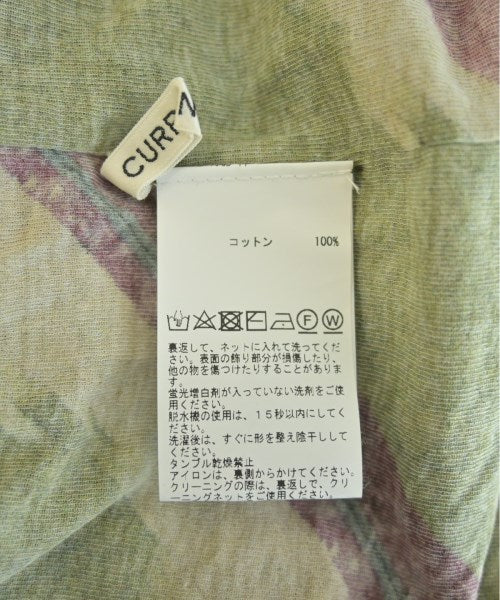 CURRN
コットン 100%
F W
裏返して、ネットに入れて洗ってくだ
さい。表面の飾り部分が損傷したり、
他の物を傷つけたりすることがありま
す。
蛍光増白剤が入っていない洗剤をご使
用ください。
脱水機の使用は、15秒以内にしてく
ださい。
洗濯後は、すぐに形を整え陰干しして
ください。
タンブル乾燥禁止
アイロンは、裏側からかけてください。
クリーニングの際は、裏返しで、クリ
ーニングネットをご使用ください。